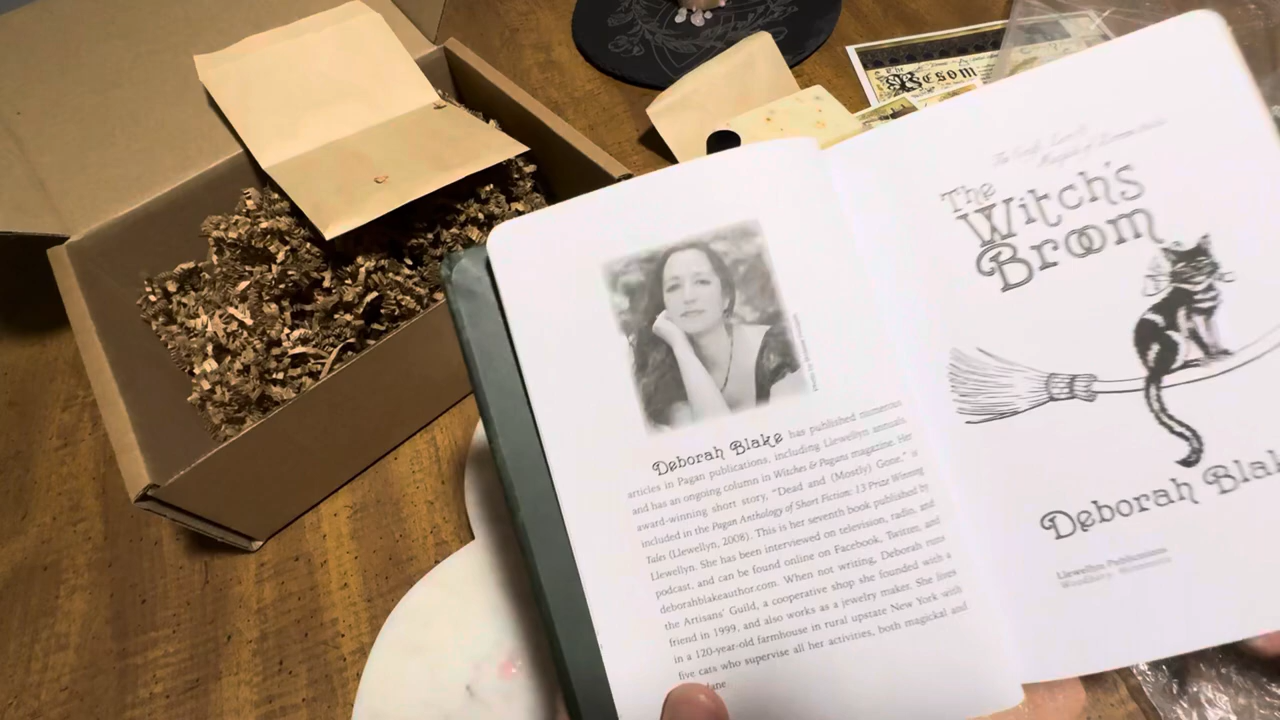 The
Besom
Deborah Blake has published numerous
articles in Pagan publications, including Llewellyn annuals,
and has an ongoing column in Witches & Pagans magazine. Her
award-winning short story, "Dead and (Mostly) Gone," is
included in the Pagan Anthology of Short Fiction: 13 Prize Winning
Tales (Llewellyn, 2008). This is her seventh book published by
Llewellyn. She has been interviewed on television, radio, and
podcast, and can be found online on Facebook, Twitter, and
deborahblakeauthor.com. When not writing, Deborah runs
the Artisans' Guild, a cooperative shop she founded with a
friend in 1999, and also works as a jewelry maker. She lives
in a 120-year-old farmhouse in rural upstate New York with
five cats who supervise all her activities, both magickal and
The
Witch's
Broom
Deborah Blak
Llewellyn Publications
Woodbury, Minnesota